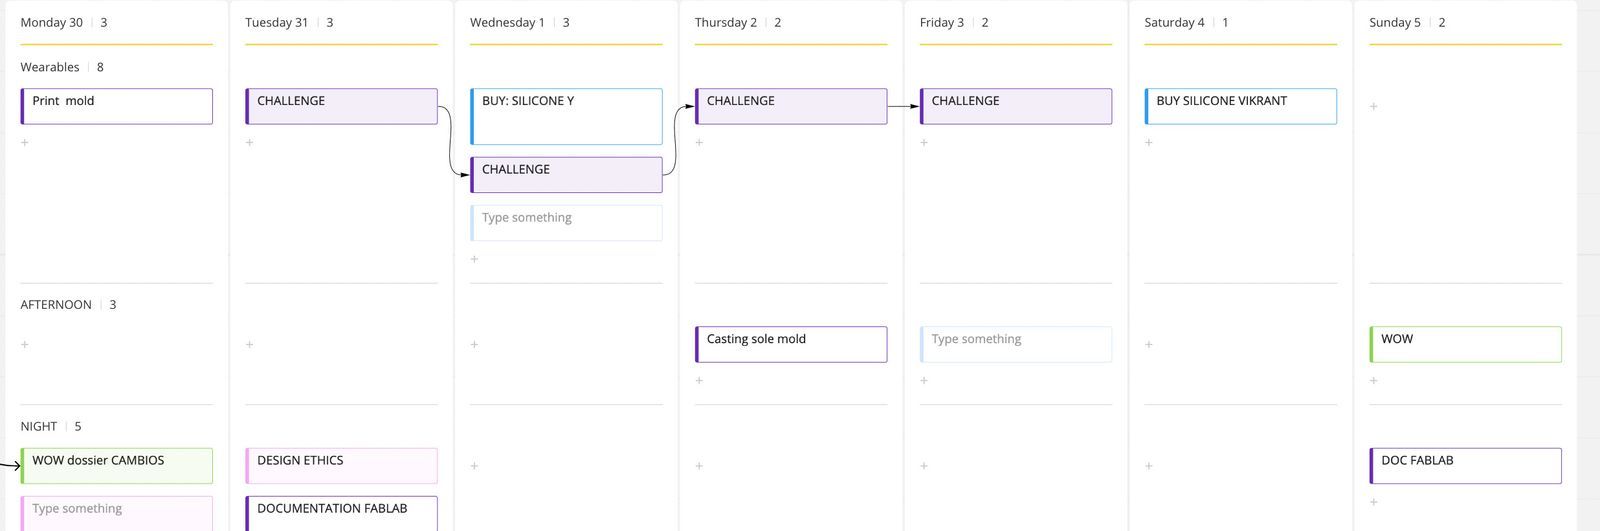 Monday 30 | 3
Tuesday 31 | 3
Wednesday 1 | 3
Thursday 2 | 2
Friday 3 | 2
Saturday 4 | 1
Sunday 5 | 2
Wearables | 8
Print mold
CHALLENGE
BUY: SILICONE Y
CHALLENGE
CHALLENGE
BUY SILICONE VIKRANT
+
+
+
CHALLENGE
+
+
+
Type something
+
AFTERNOON | 3
+
+
+
Casting sole mold
Type something
+
WOW
+
+
+
NIGHT | 5
WOW dossier CAMBIOS
DESIGN ETHICS
+
+
+
+
DOC FABLAB
Type something
DOCUMENTATION FABLAB
+